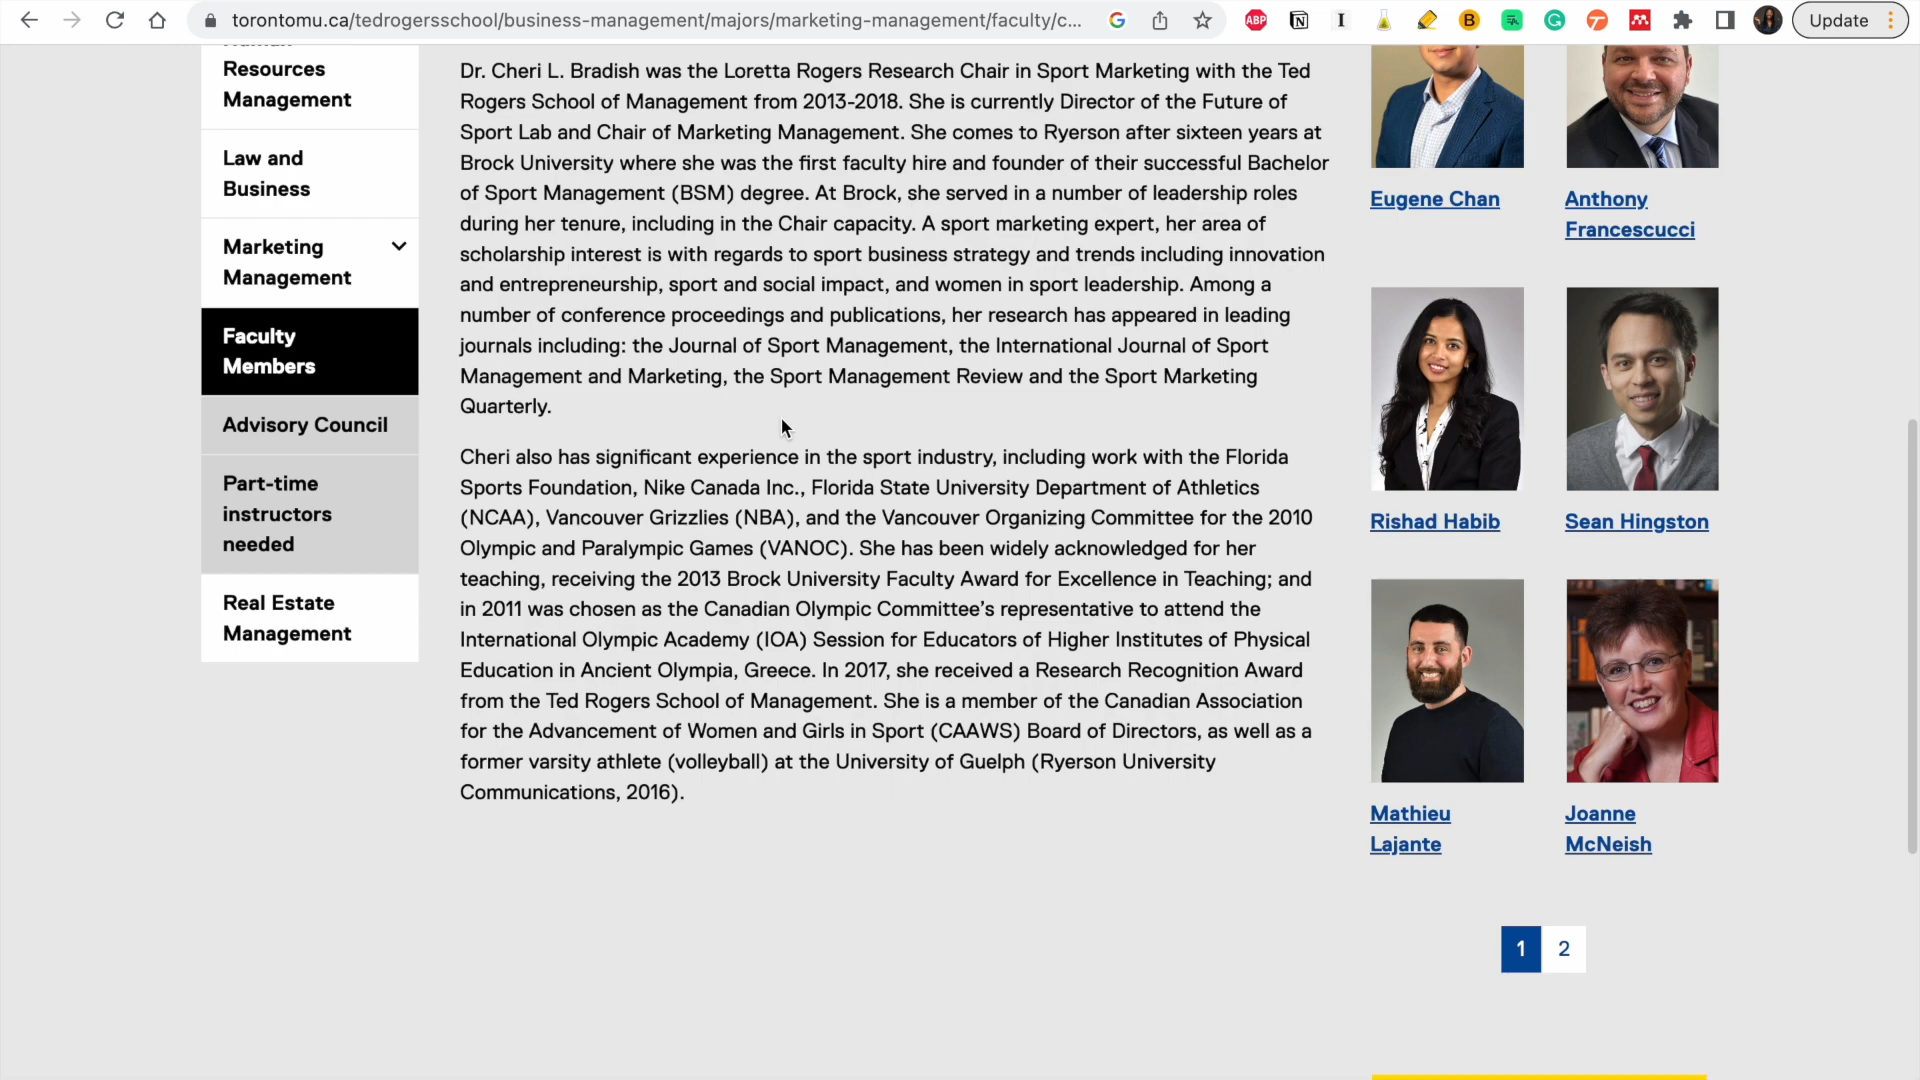 torontomu.ca/tedrogersschool/business-management/majors/marketing-management/faculty/c...
ABP
Update
Resources
Management
Law and
Business
Marketing
Management
Faculty
Members
Advisory Council
Part-time
instructors
needed
Real Estate
Management
Dr. Cheri L. Bradish was the Loretta Rogers Research Chair in Sport Marketing with the Ted
Rogers School of Management from 2013-2018. She is currently Director of the Future of
Sport Lab and Chair of Marketing Management. She comes to Ryerson after sixteen years at
Brock University where she was the first faculty hire and founder of their successful Bachelor
of Sport Management (BSM) degree. At Brock, she served in a number of leadership roles
during her tenure, including in the Chair capacity. A sport marketing expert, her area of
scholarship interest is with regards to sport business strategy and trends including innovation
and entrepreneurship, sport and social impact, and women in sport leadership. Among a
number of conference proceedings and publications, her research has appeared in leading
journals including: the Journal of Sport Management, the International Journal of Sport
Management and Marketing, the Sport Management Review and the Sport Marketing
Quarterly.
Cheri also has significant experience in the sport industry, including work with the Florida
Sports Foundation, Nike Canada Inc., Florida State University Department of Athletics
(NCAA), Vancouver Grizzlies (NBA), and the Vancouver Organizing Committee for the 2010
Olympic and Paralympic Games (VANOC). She has been widely acknowledged for her
teaching, receiving the 2013 Brock University Faculty Award for Excellence in Teaching; and
in 2011 was chosen as the Canadian Olympic Committee’s representative to attend the
International Olympic Academy (IOA) Session for Educators of Higher Institutes of Physical
Education in Ancient Olympia, Greece. In 2017, she received a Research Recognition Award
from the Ted Rogers School of Management. She is a member of the Canadian Association
for the Advancement of Women and Girls in Sport (CAAWS) Board of Directors, as well as a
former varsity athlete (volleyball) at the University of Guelph (Ryerson University
Communications, 2016).
Eugene Chan
Anthony
Francescucci
Rishad Habib
Sean Hingston
Mathieu
Lajante
Joanne
McNeish
1
2